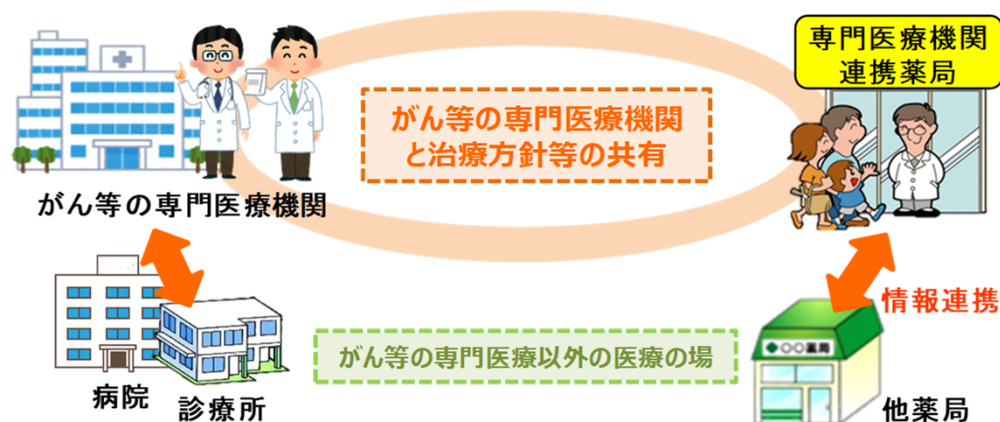 専門医療機関
連携薬局
がん等の専門医療機関
と治療方針等の共有
がん等の専門医療機関
情報連携
がん等の専門医療以外の医療の場
○○薬局
病院
診療所
他薬局